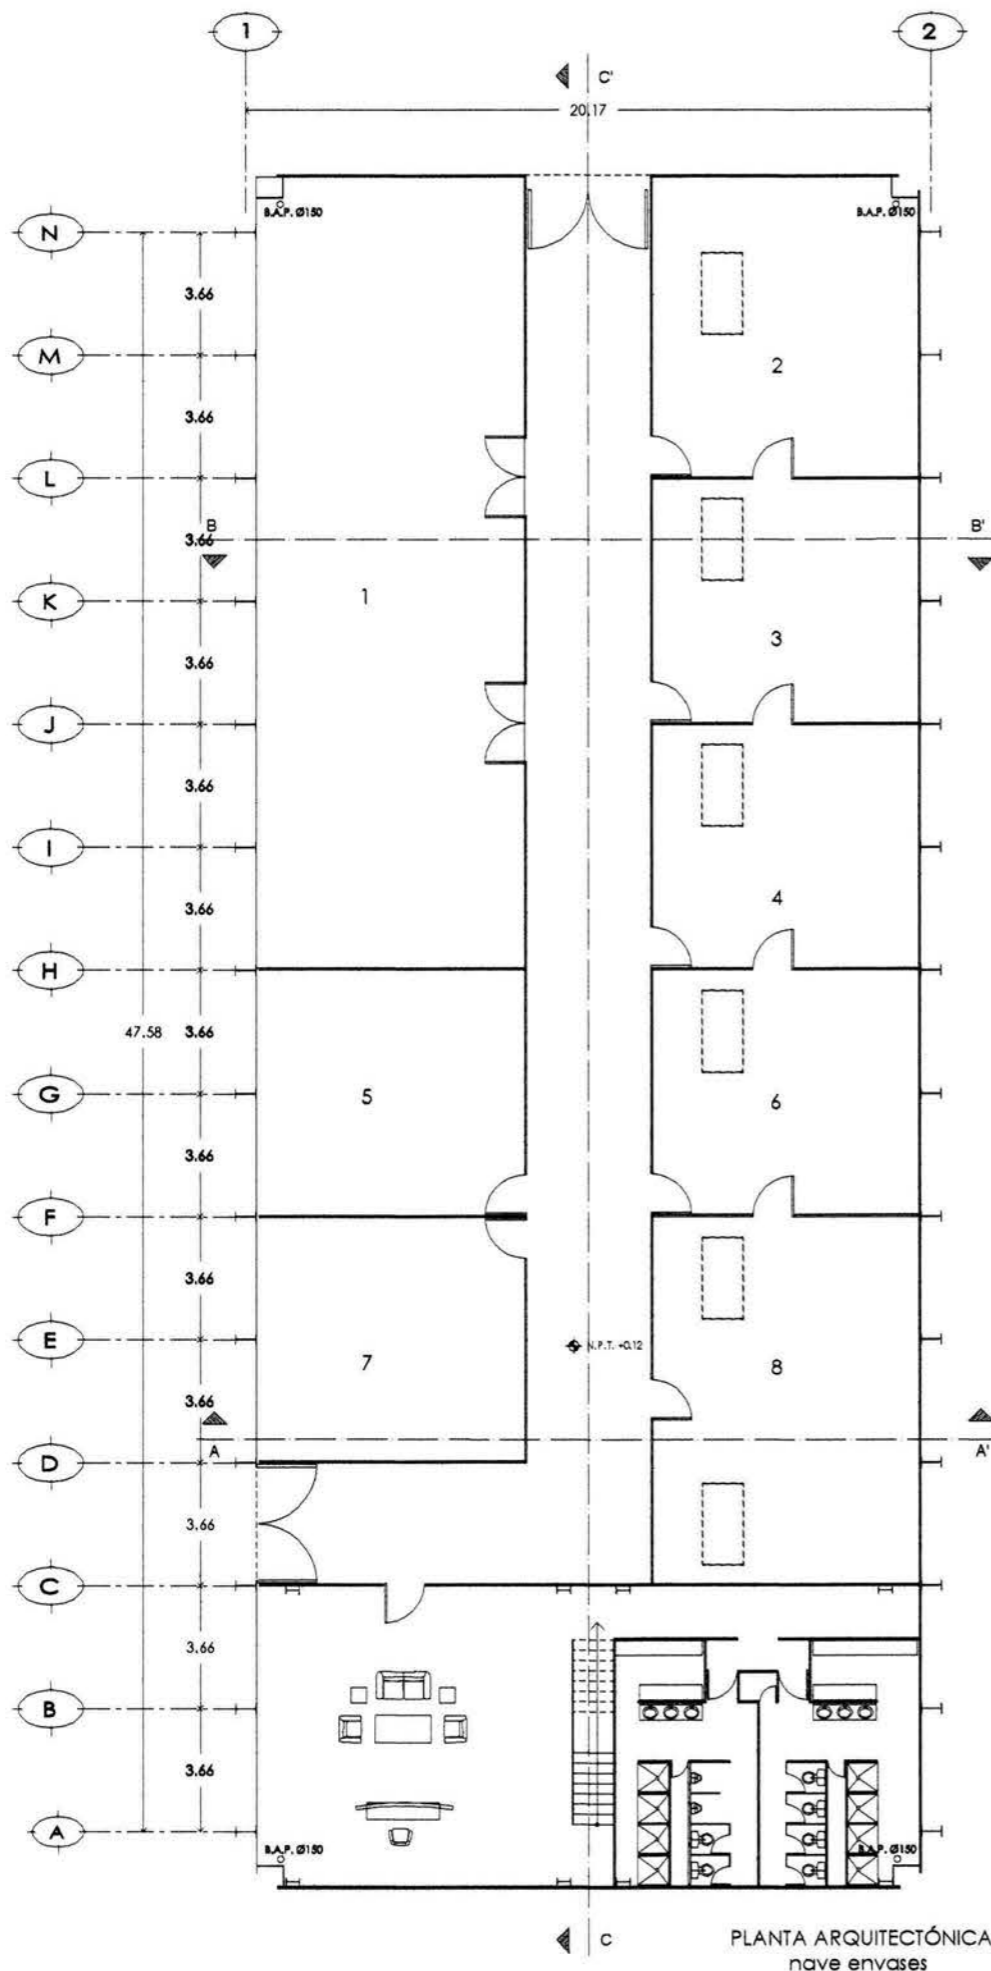 1
2
C'
20.17
B.A.P. Ø150
B.A.P. Ø150
N
3.66
M
2
3.66
L
B
B'
3.66
K
1
3
3.66
J
3.66
I
4
3.66
H
47.58
3.66
G
5
6
3.66
F
3.66
E
N.P.T. +0.12
7
8
3.66
A
A'
D
3.66
C
3.66
B
3.66
A
B.A.P. Ø150
B.A.P. Ø150
C
PLANTA ARQUITECTÓNICA
nave envases